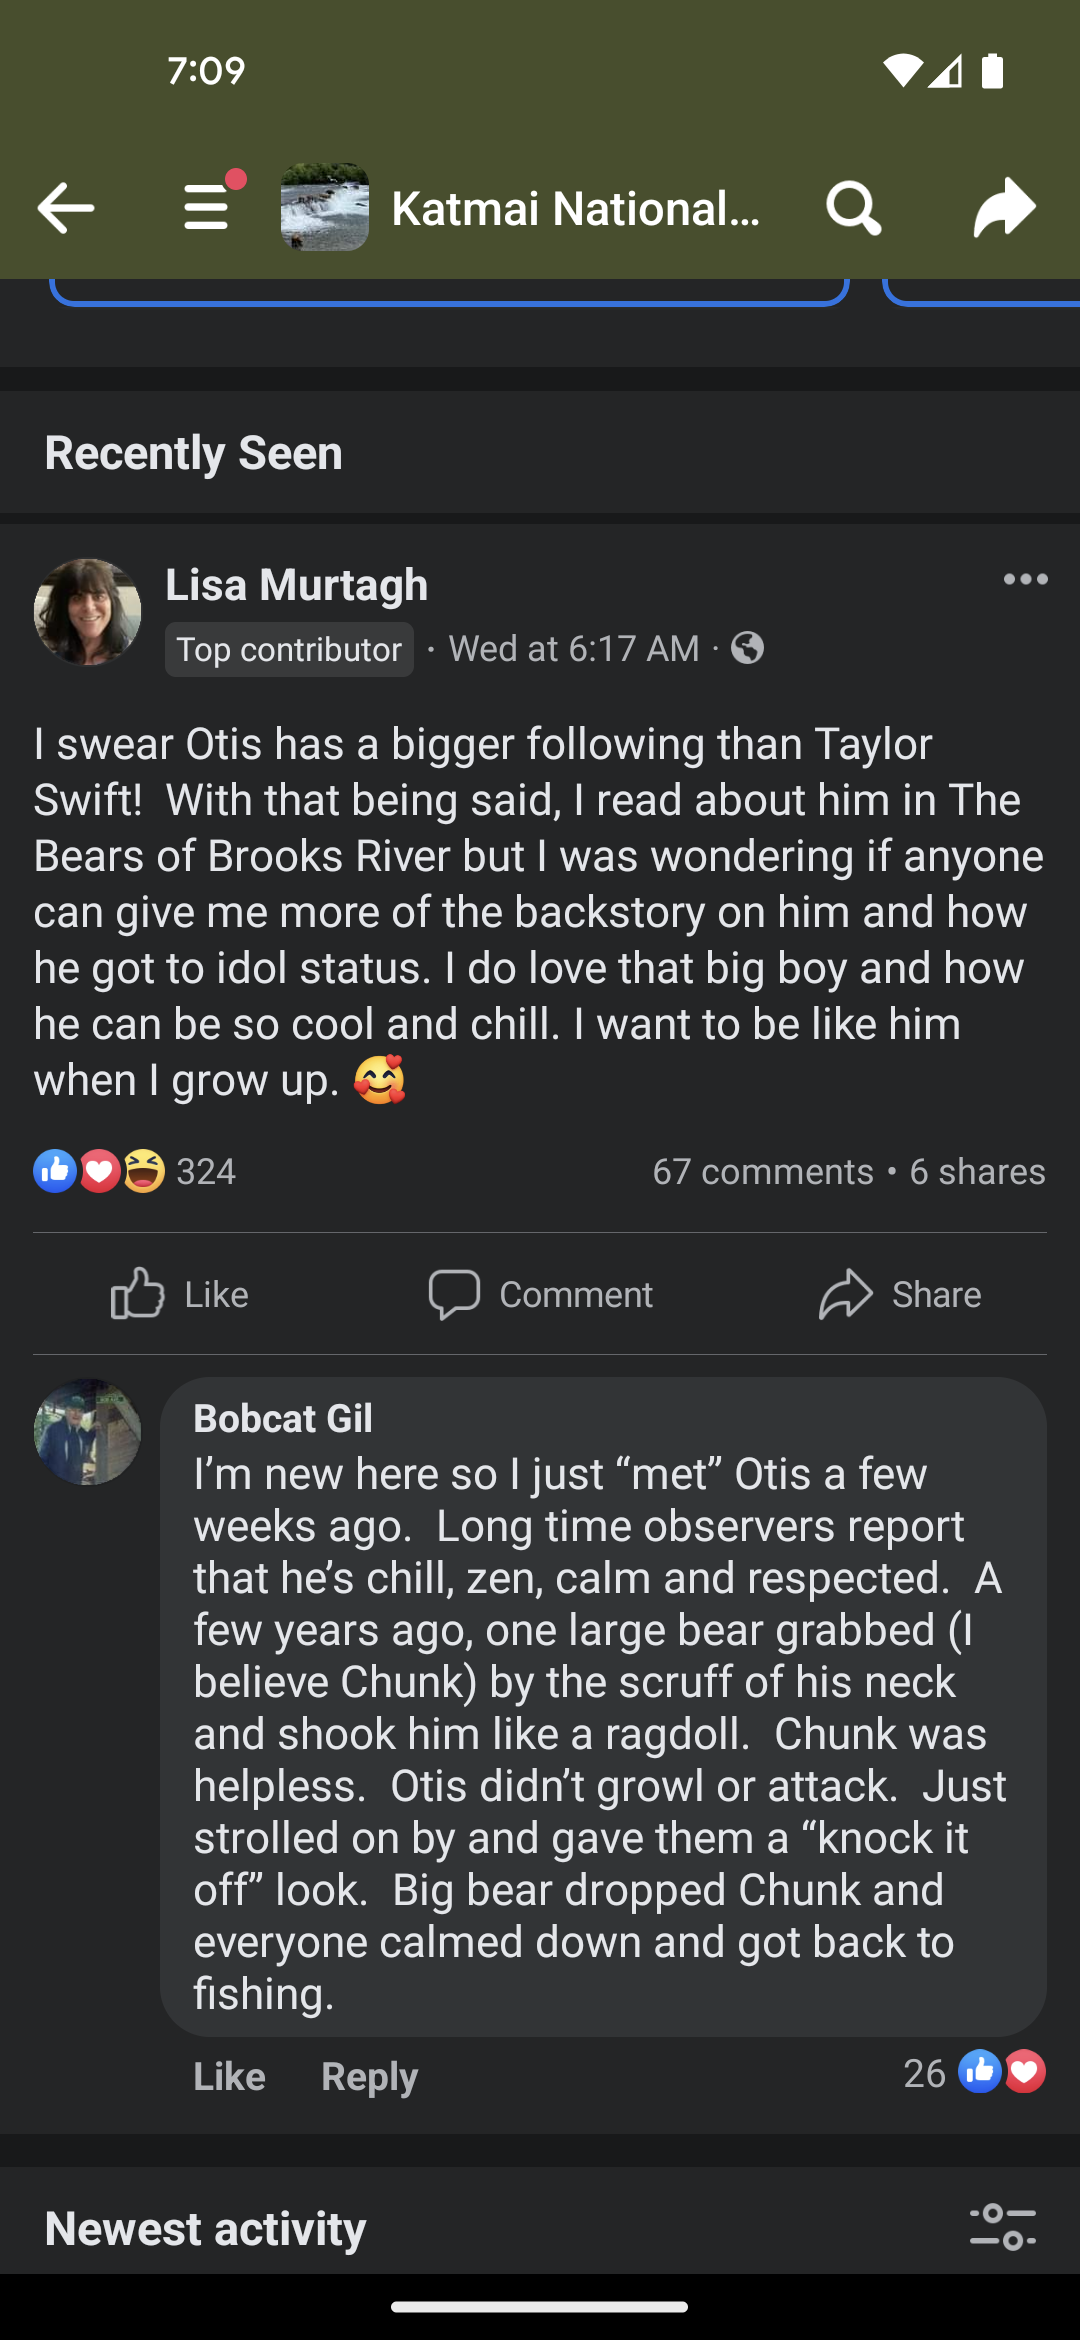 7:09
Katmai National...
Recently Seen
Lisa Murtagh
Top contributor · Wed at 6:17 AM ·
I swear Otis has a bigger following than Taylor
Swift!  With that being said, I read about him in The
Bears of Brooks River but I was wondering if anyone
can give me more of the backstory on him and how
he got to idol status. I do love that big boy and how
he can be so cool and chill. I want to be like him
when I grow up. 🥰
324
67 comments • 6 shares
Like
Comment
Share
Bobcat Gil
I’m new here so I just “met” Otis a few
weeks ago.  Long time observers report
that he’s chill, zen, calm and respected.  A
few years ago, one large bear grabbed (I
believe Chunk) by the scruff of his neck
and shook him like a ragdoll.  Chunk was
helpless.  Otis didn’t growl or attack.  Just
strolled on by and gave them a “knock it
off” look.  Big bear dropped Chunk and
everyone calmed down and got back to
fishing.
Like Reply 26
Newest activity